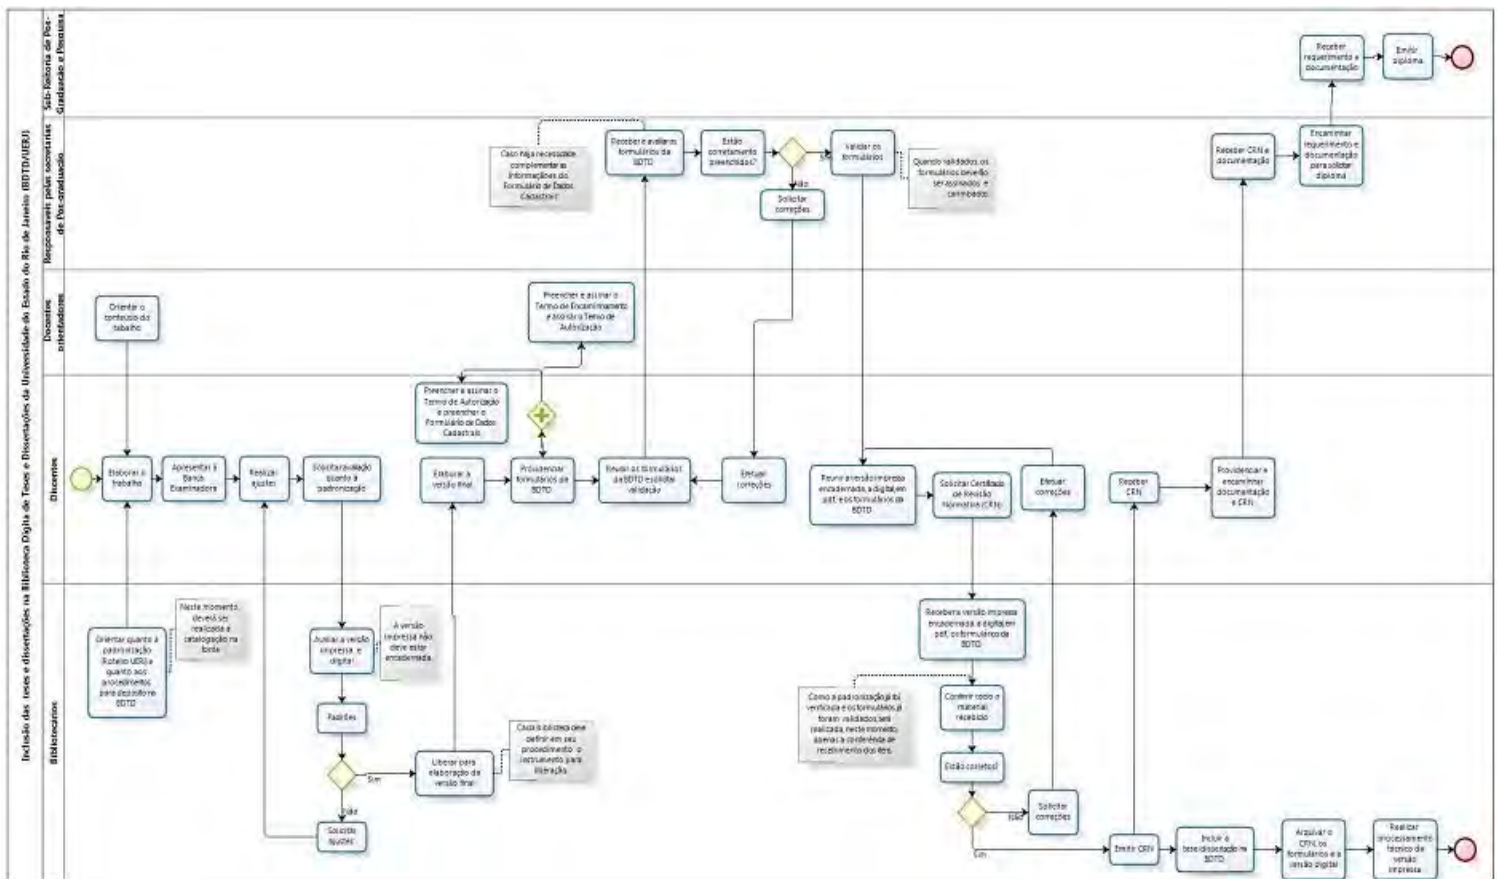 Inclusão das teses e dissertações na Biblioteca Digital de Teses e Dissertações da Universidade do Estado do Rio de Janeiro (BDTD/UERJ)
Sub-Reitoria de Pós-
Graduação e Pesquisa
Receber
requerimento e
documentação
Emitir
diploma
Responsáveis pelas secretarias
de Pós-graduação
Caso haja necessidade,
complementar as
informações do
Formulário de Dados
Cadastrais
Receber e avaliar os
formulários da
BDTD
Estão
corretamente
preenchidos?
Sim
Não
Validar os
formulários
Quando validados, os
formulários deverão
ser assinados e
carimbados
Solicitar
correções
Receber CRN e
documentação
Encaminhar
requerimento e
documentação
para solicitar
diploma
Docentes
orientadores
Orientar o
conteúdo do
trabalho
Preencher e assinar o
Termo de Encaminhamento
e assinar o Termo de
Autorização
Discentes
Preencher e assinar o
Termo de Autorização
e preencher o
Formulário de Dados
Cadastrais
Elaborar o
trabalho
Apresentar à
Banca
Examinadora
Realizar
ajustes
Solicitar avaliação
quanto à
padronização
Elaborar a
versão final
Providenciar
formulários da
BDTD
Reunir os formulários
da BDTD e solicitar
validação
Efetuar
correções
Reunir a versão impressa
encadernada, a digital, em
pdf, e os formulários da
BDTD
Solicitar Certificado
de Revisão
Normativa (CRN)
Efetuar
correções
Receber
CRN
Providenciar e
encaminhar
documentação
e CRN
Bibliotecários
Orientar quanto à
padronização
(Roteiro UERJ) e
quanto aos
procedimentos
para depósito na
BDTD
Neste momento,
deverá ser
realizada a
catalogação na
fonte
Avaliar a versão
impressa e
digital
A versão
impressa não
deve estar
encadernada.
Padrões
Sim
Não
Solicitar
ajustes
Liberar para
elaboração da
versão final
Cada biblioteca deve
definir em seu
procedimento o
instrumento para
liberação
Receber a versão impressa
encadernada, a digital, em
pdf, os formulários da
BDTD
Como a padronização já foi
verificada e os formulários já
foram validados, será
realizada, neste momento,
apenas a conferência de
recebimento dos itens.
Conferir todo o
material
recebido
Estão corretos?
Não
Sim
Solicitar
correções
Emitir CRN
Incluir a
tese/dissertação na
BDTD
Arquivar o
CRN, os
formulários e a
versão digital
Realizar
processamento
técnico da
versão
impressa